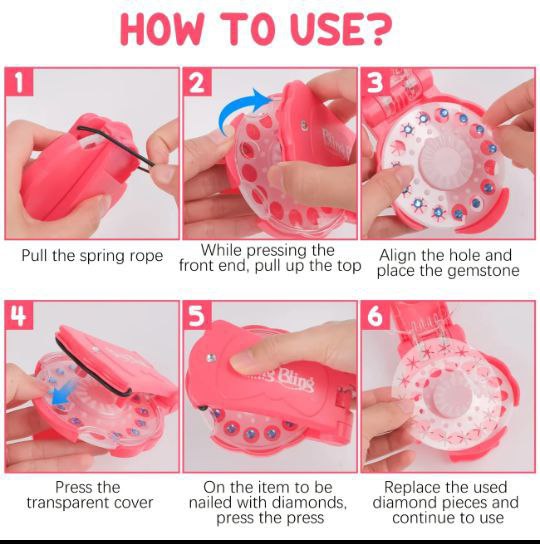 HOW TO USE?
1
Pull the spring rope
2
Bling
While pressing the
front end, pull up the top
3
Align the hole and
place the gemstone
4
Press the
transparent cover
5
Bling
On the item to be
nailed with diamonds,
press the press
6
Replace the used
diamond pieces and
continue to use